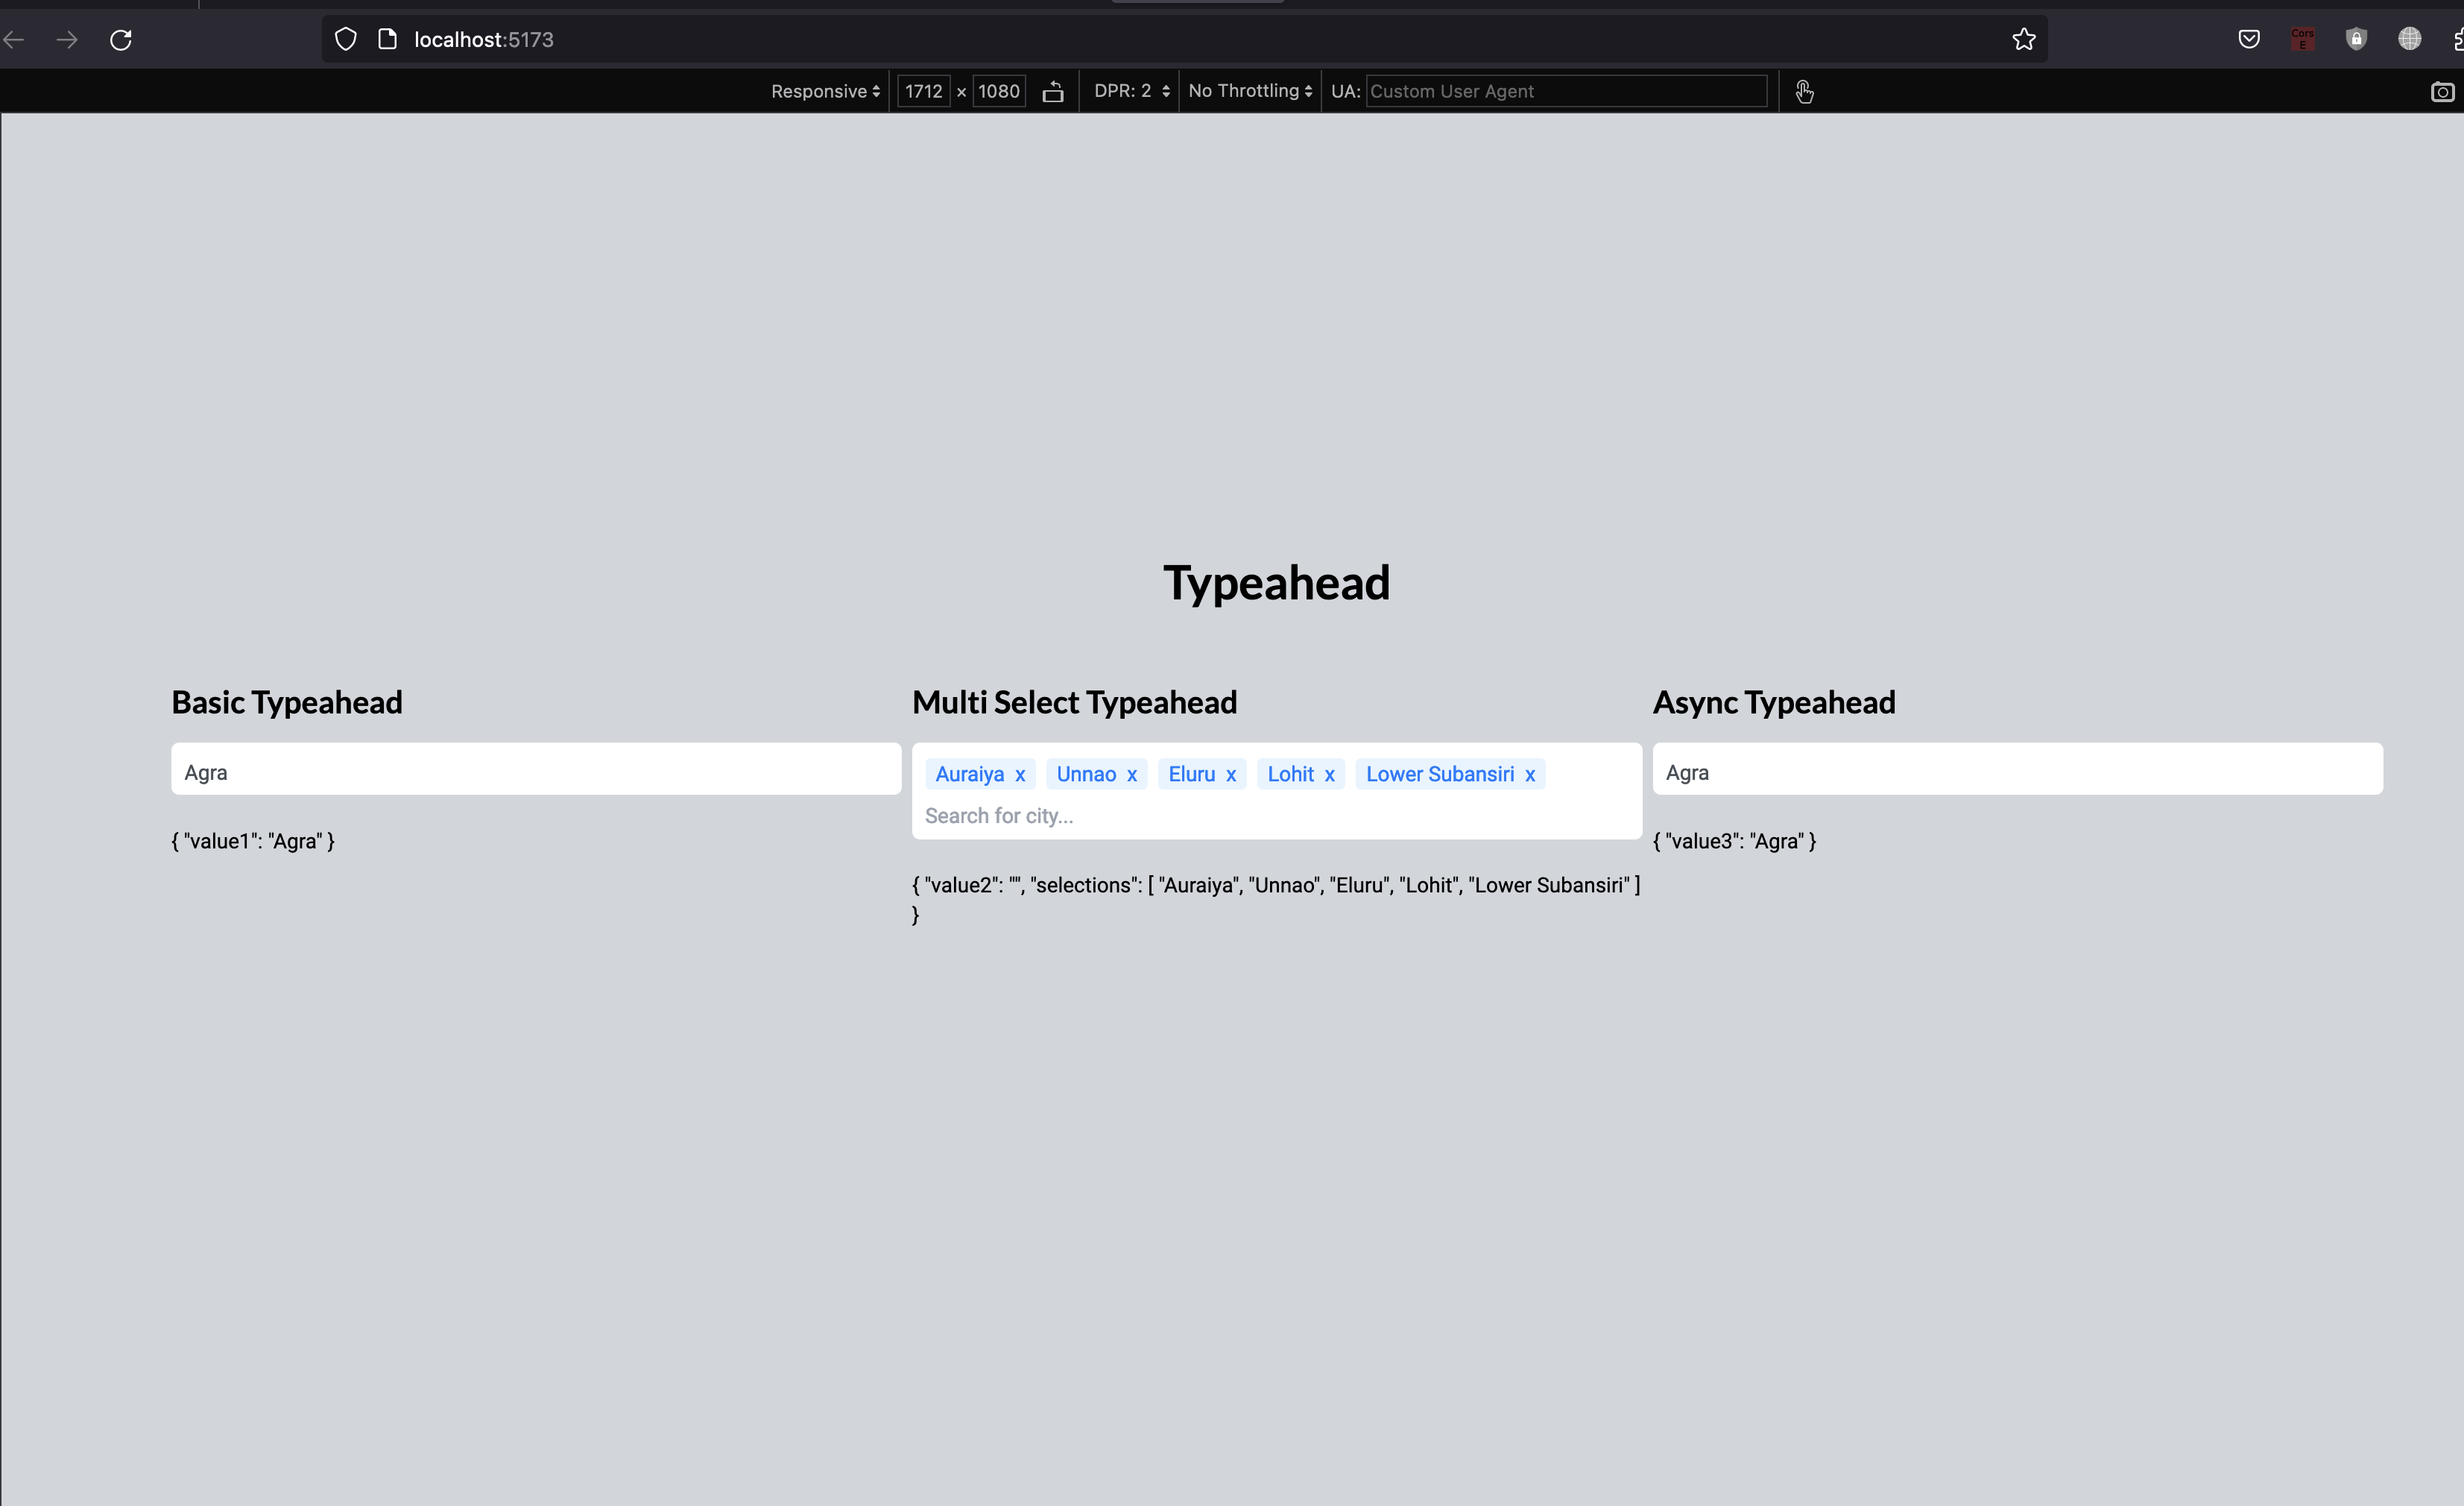 localhost:5173
Cors
E
Responsive 1712 × 1080 DPR: 2 No Throttling UA: Custom User Agent
Typeahead
Basic Typeahead
Agra
{ "value1": "Agra" }
Multi Select Typeahead
Auraiya x Unnao x Eluru x Lohit x Lower Subansiri x
Search for city...
{ "value2": "", "selections": [ "Auraiya", "Unnao", "Eluru", "Lohit", "Lower Subansiri" ]
}
Async Typeahead
Agra
{ "value3": "Agra" }